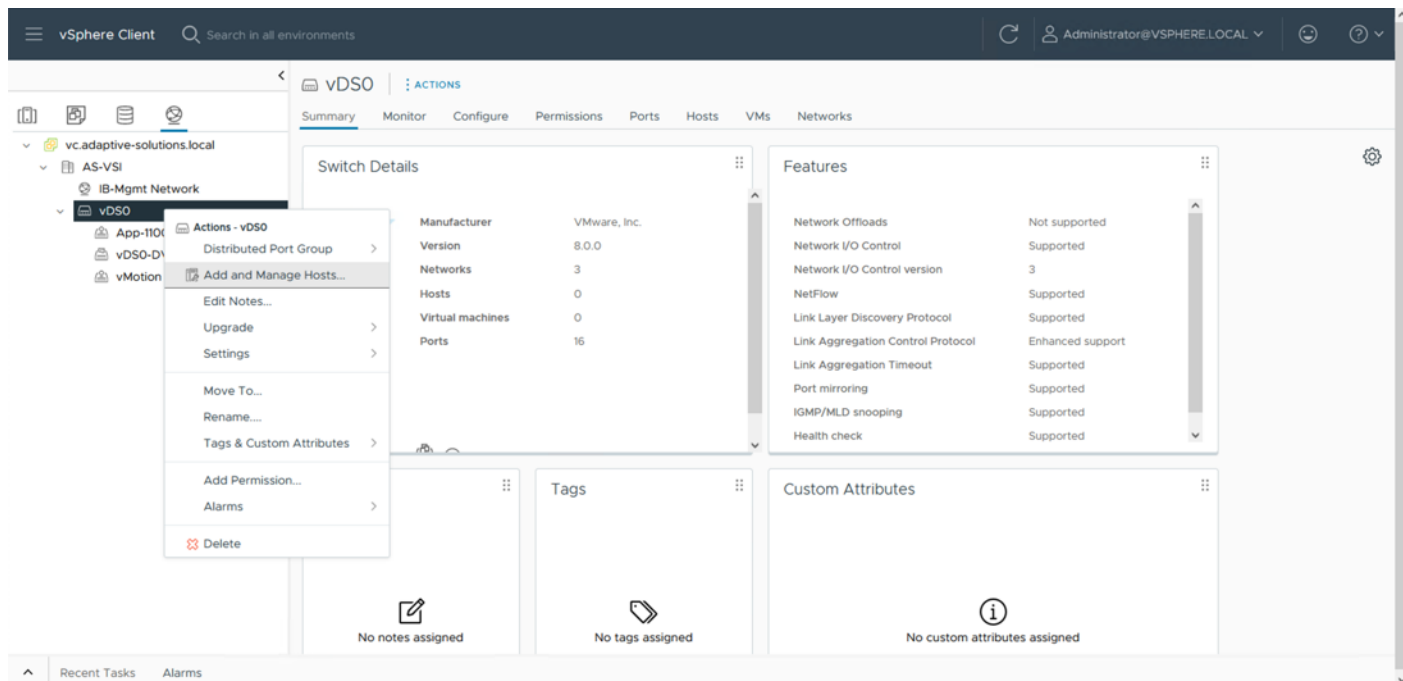 vSphere Client Search in all environments Administrator@VSPHERE.LOCAL
vDS0 ACTIONS
Summary Monitor Configure Permissions Ports Hosts VMs Networks
vc.adaptive-solutions.local
AS-VSI
IB-Mgmt Network
vDS0
App-1100
vDS0-DV
vMotion
Actions - vDS0
Distributed Port Group
Add and Manage Hosts...
Edit Notes...
Upgrade
Settings
Move To...
Rename....
Tags & Custom Attributes
Add Permission...
Alarms
Delete
Switch Details
Manufacturer VMware, Inc.
Version 8.0.0
Networks 3
Hosts 0
Virtual machines 0
Ports 16
Features
Network Offloads Not supported
Network I/O Control Supported
Network I/O Control version 3
NetFlow Supported
Link Layer Discovery Protocol Supported
Link Aggregation Control Protocol Enhanced support
Link Aggregation Timeout Supported
Port mirroring Supported
IGMP/MLD snooping Supported
Health check Supported
No notes assigned
Tags
No tags assigned
Custom Attributes
No custom attributes assigned
Recent Tasks Alarms